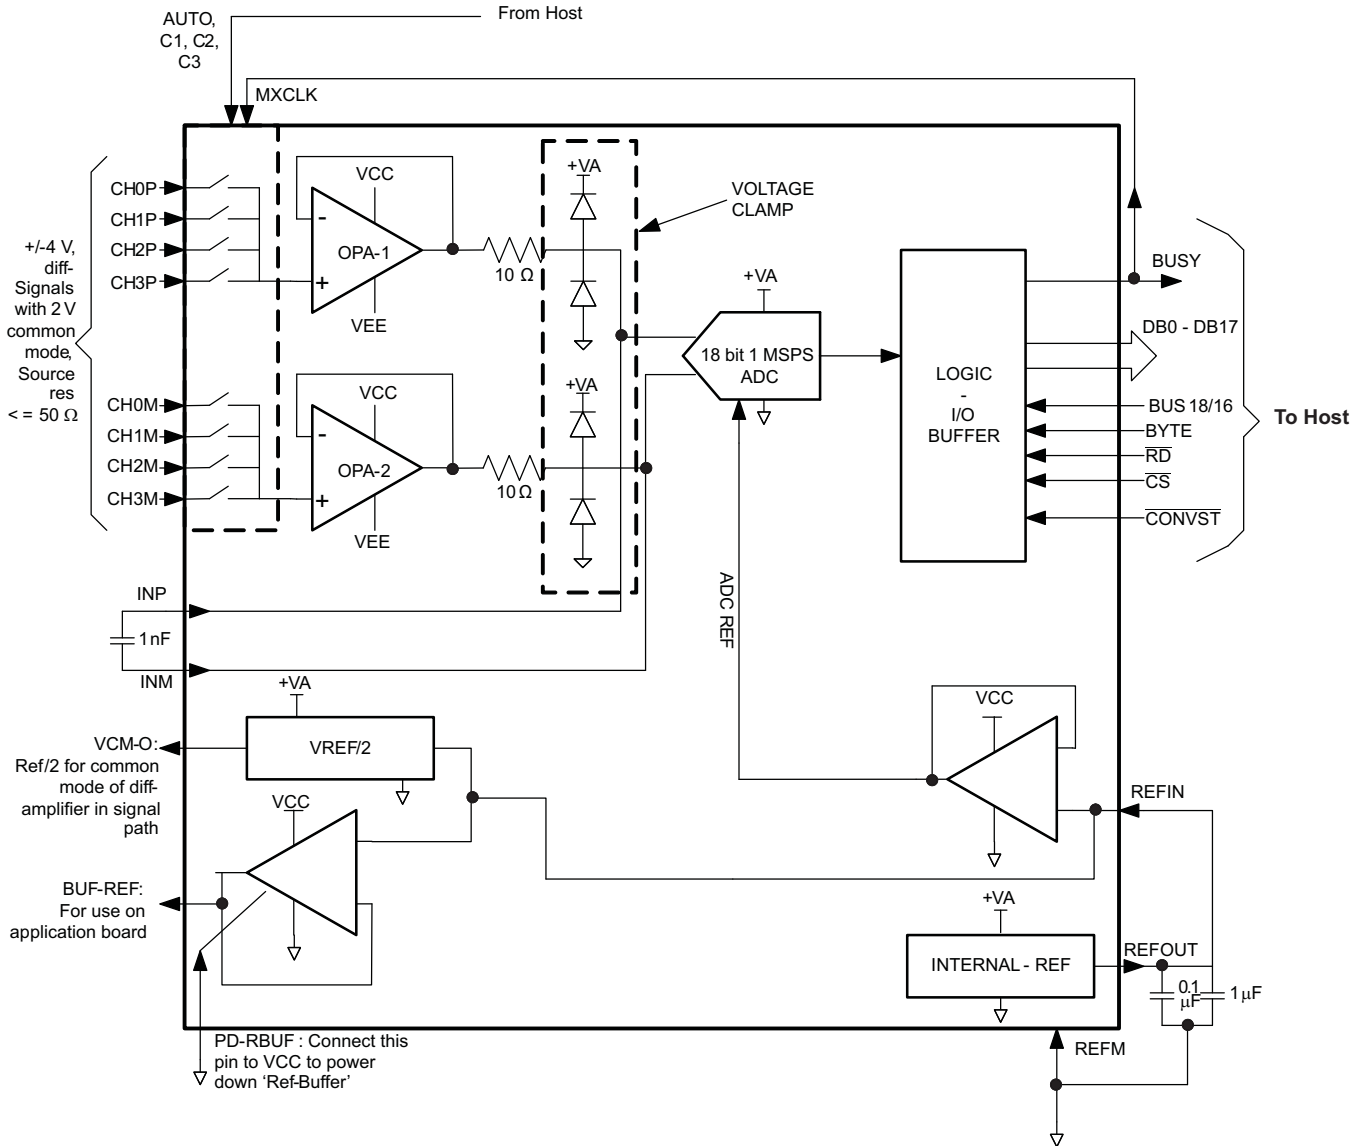 From Host
AUTO,
C1, C2,
C3
MXCLK
CH0P
CH1P
CH2P
CH3P
+/-4 V,
diff-
Signals
with 2 V
common
mode,
Source
res
< = 50 Ω
CH0M
CH1M
CH2M
CH3M
VCC
-
OPA-1
+
VEE
10 Ω
VCC
-
OPA-2
+
VEE
10 Ω
+VA
+VA
VOLTAGE
CLAMP
+VA
18 bit 1 MSPS
ADC
LOGIC
-
I/O
BUFFER
BUSY
DB0 - DB17
BUS 18/16
BYTE
RD
CS
CONVST
To Host
INP
1 nF
INM
ADC REF
+VA
VREF/2
VCM-O:
Ref/2 for common
mode of diff-
amplifier in signal
path
VCC
BUF-REF:
For use on
application board
PD-RBUF : Connect this
pin to VCC to power
down 'Ref-Buffer'
VCC
REFIN
+VA
INTERNAL - REF
REFOUT
0.1
μF
1 μF
REFM